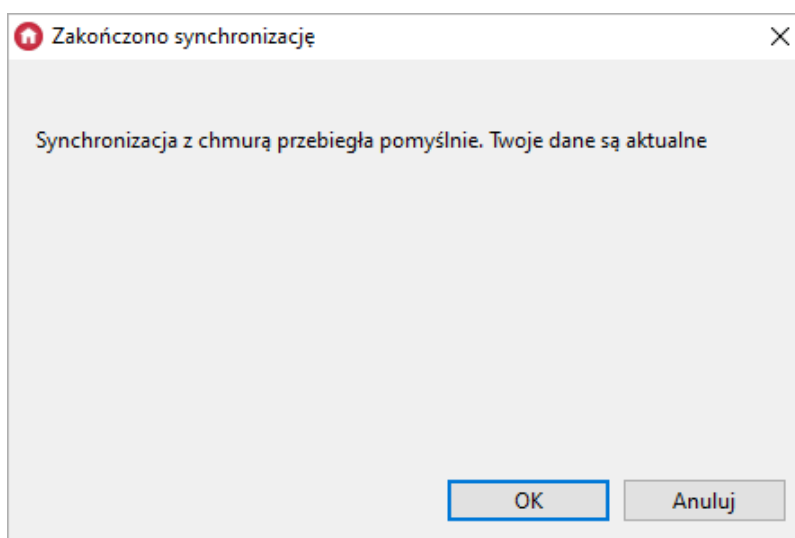 Zakończono synchronizację
Synchronizacja z chmurą przebiegła pomyślnie. Twoje dane są aktualne
OK
Anuluj